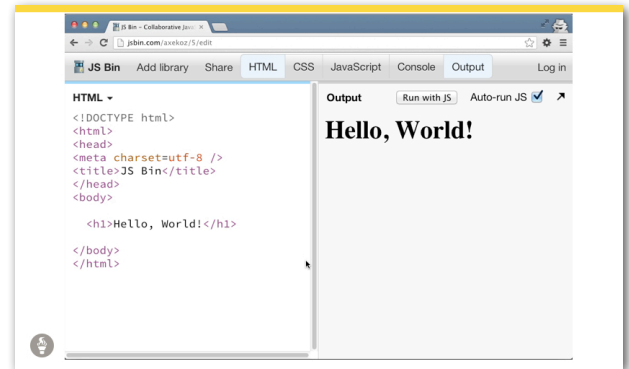 JS Bin - Collaborative Java
jsbin.com/axekoz/5/edit
JS Bin Add library Share HTML CSS JavaScript Console Output Log in
HTML
Output Run with JS Auto-run JS
<!DOCTYPE html>
<html>
<head>
<meta charset=utf-8 />
<title>JS Bin</title>
</head>
<body>
<h1>Hello, World!</h1>
</body>
</html>
Hello, World!